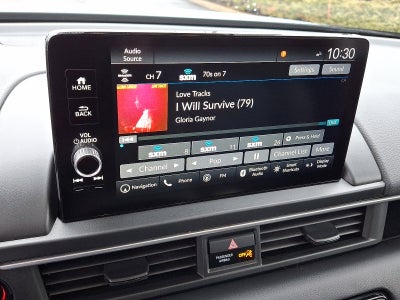 Audio
Source
10:30
HOME
BACK
VOL
AUDIO
SiriusXM
CH 7
sxm
70s on 7
Settings
Sound
Love Tracks
I Will Survive (79)
Gloria Gaynor
sxm 8
sxm 11
sxm 26
Press & Hold
Channel
Pop
Channel List
More
Navigation
Phone
FM
Bluetooth
Audio
Smart
Shortcuts
Display
Mode
PASSENGER
AIRBAG
OFF